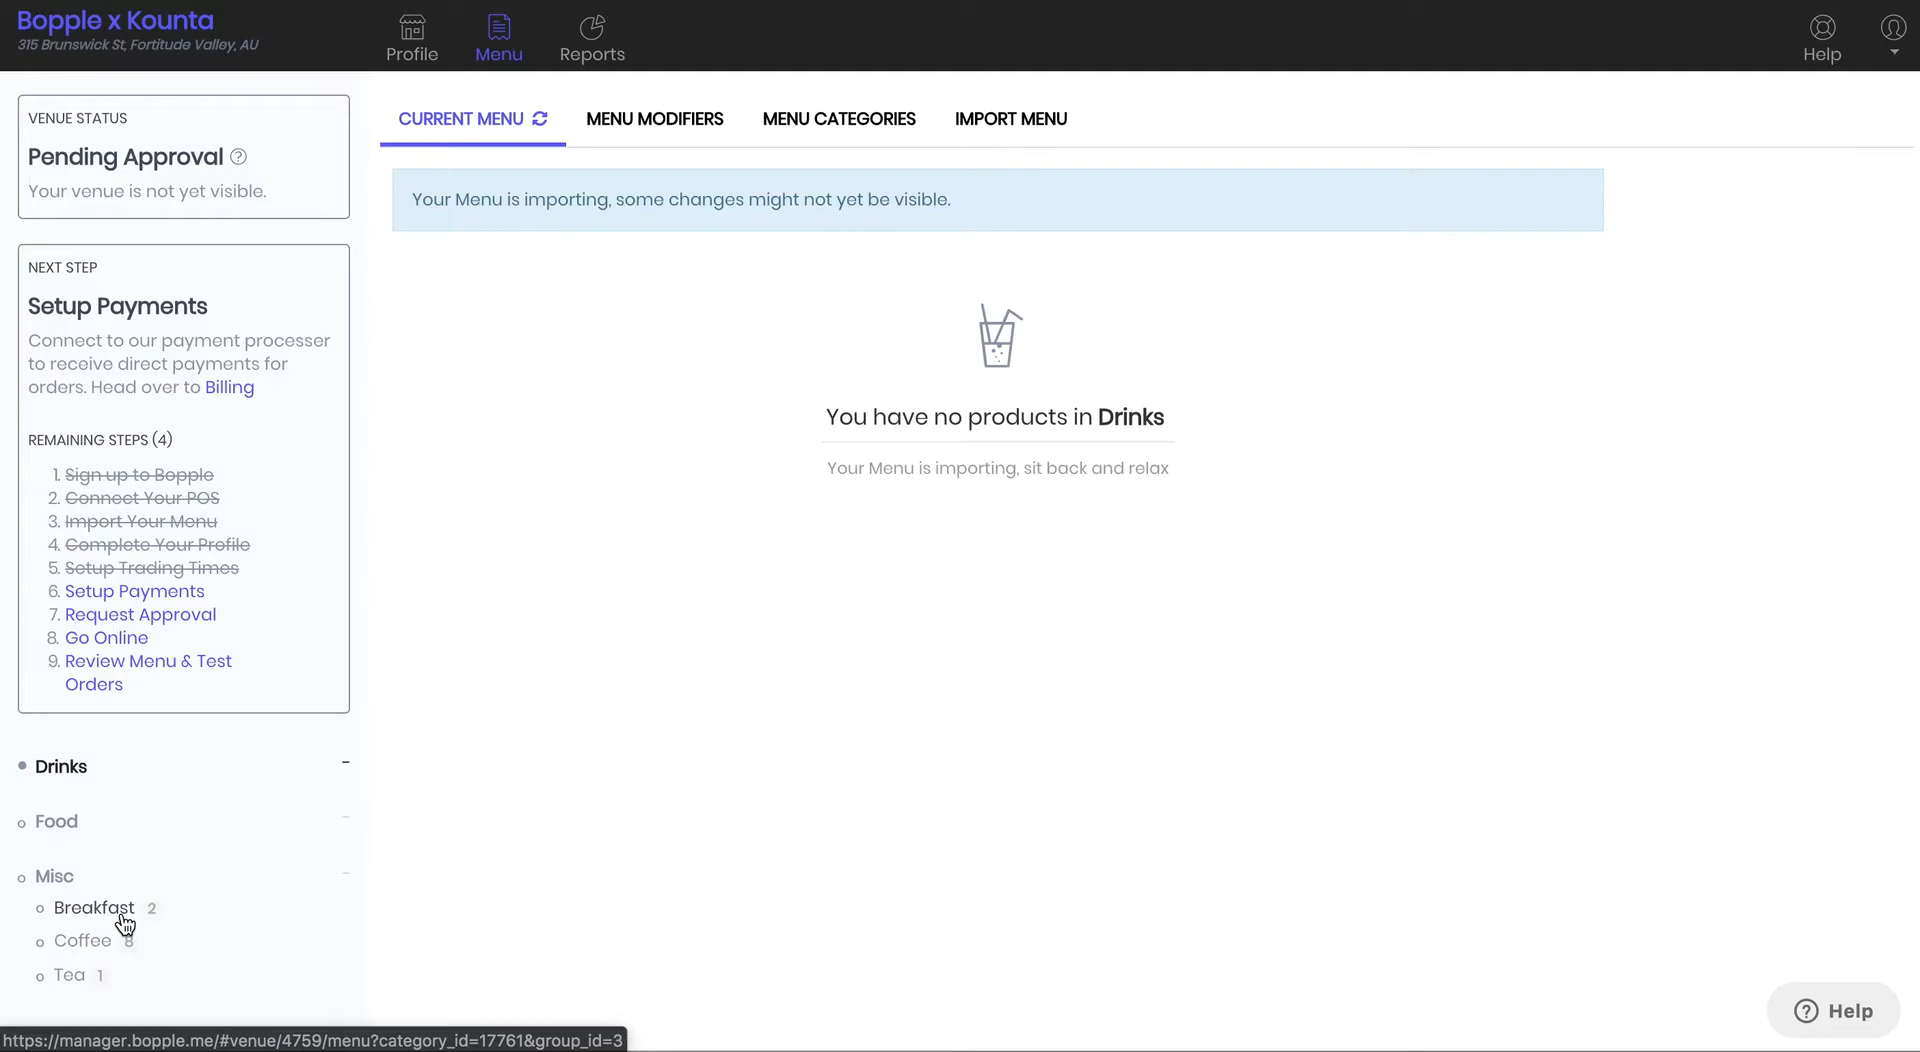 Bopple x Kounta
315 Brunswick St, Fortitude Valley, AU
Profile
Menu
Reports
Help
VENUE STATUS
Pending Approval
Your venue is not yet visible.
NEXT STEP
Setup Payments
Connect to our payment processer
to receive direct payments for
orders. Head over to Billing
REMAINING STEPS (4)
1. Sign up to Bopple
2. Connect Your POS
3. Import Your Menu
4. Complete Your Profile
5. Setup Trading Times
6. Setup Payments
7. Request Approval
8. Go Online
9. Review Menu & Test
Orders
Drinks
Food
Misc
Breakfast 2
Coffee 8
Tea 1
CURRENT MENU
MENU MODIFIERS
MENU CATEGORIES
IMPORT MENU
Your Menu is importing, some changes might not yet be visible.
You have no products in Drinks
Your Menu is importing, sit back and relax
Help
https://manager.bopple.me/#venue/4759/menu?category_id=17761&group_id=3